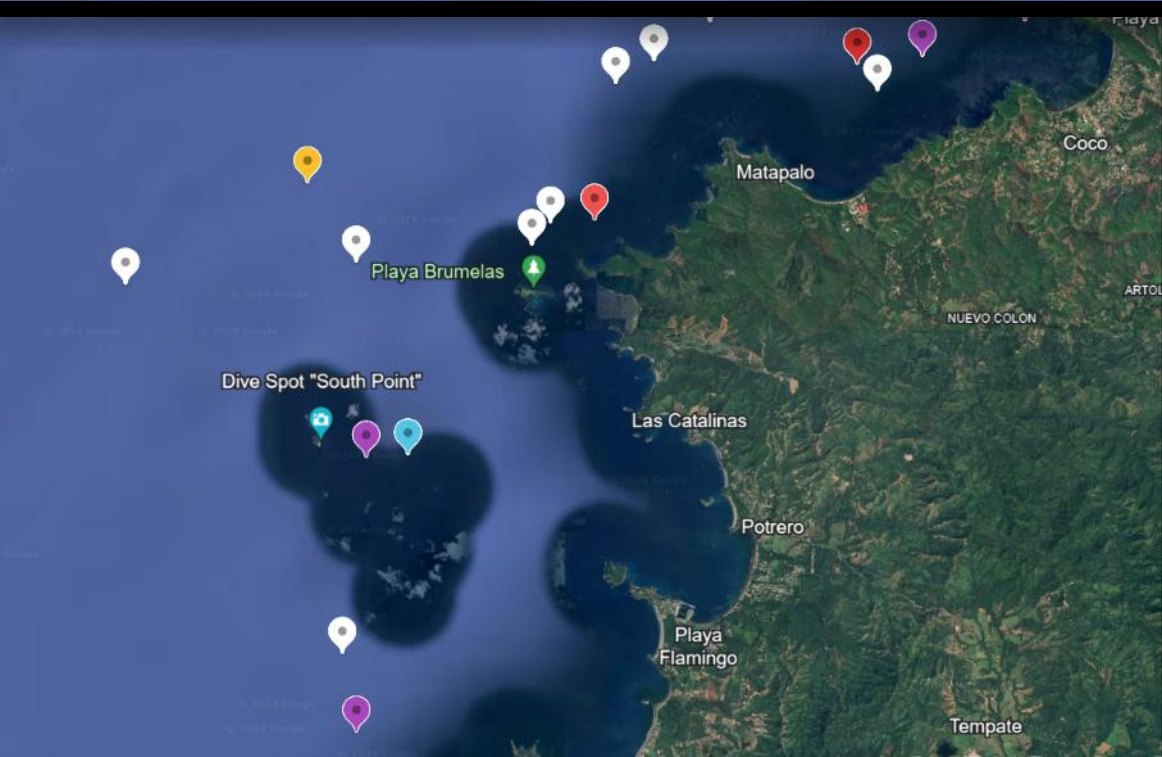 Playa
Coco
Matapalo
Playa Brumelas
ARTOL
NUEVO COLON
Dive Spot "South Point"
Las Catalinas
Potrero
Playa
Flamingo
Tempate